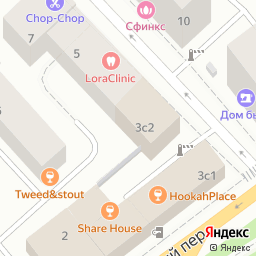 Chop-Chop
Сфинкс
10
7
5
LoraClinic
3с2
Дом бы
5
Tweed&stout
3с1
HookahPlace
Share House
2
ий пер
Яндекс